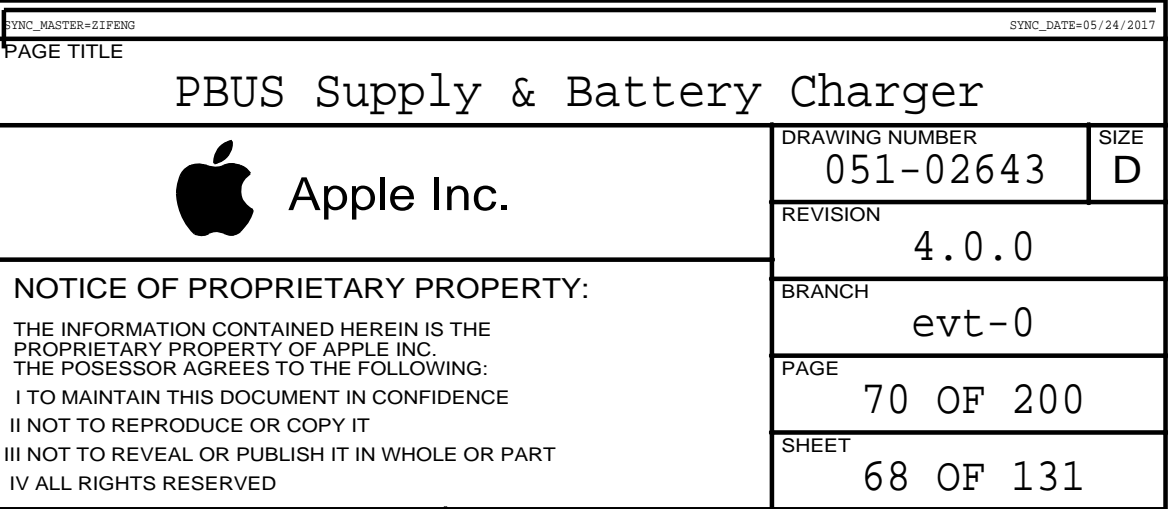 SYNC_MASTER=ZIFENG SYNC_DATE=05/24/2017
PAGE TITLE
PBUS Supply & Battery Charger
Apple Inc.
DRAWING NUMBER
051-02643
SIZE
D
REVISION
4.0.0
NOTICE OF PROPRIETARY PROPERTY:
THE INFORMATION CONTAINED HEREIN IS THE
PROPRIETARY PROPERTY OF APPLE INC.
THE POSESSOR AGREES TO THE FOLLOWING:
I TO MAINTAIN THIS DOCUMENT IN CONFIDENCE
II NOT TO REPRODUCE OR COPY IT
III NOT TO REVEAL OR PUBLISH IT IN WHOLE OR PART
IV ALL RIGHTS RESERVED
BRANCH
evt-0
PAGE
70 OF 200
SHEET
68 OF 131